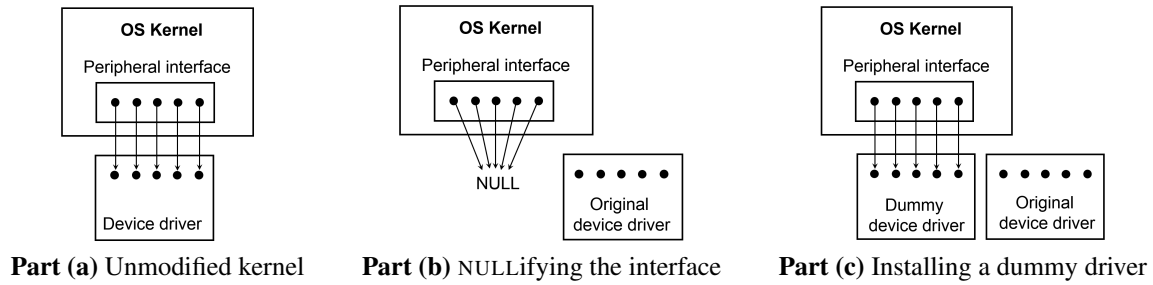 OS Kernel
Peripheral interface
Device driver
Part (a) Unmodified kernel
OS Kernel
Peripheral interface
NULL
Original
device driver
Part (b) NULLifying the interface
OS Kernel
Peripheral interface
Dummy
device driver
Original
device driver
Part (c) Installing a dummy driver